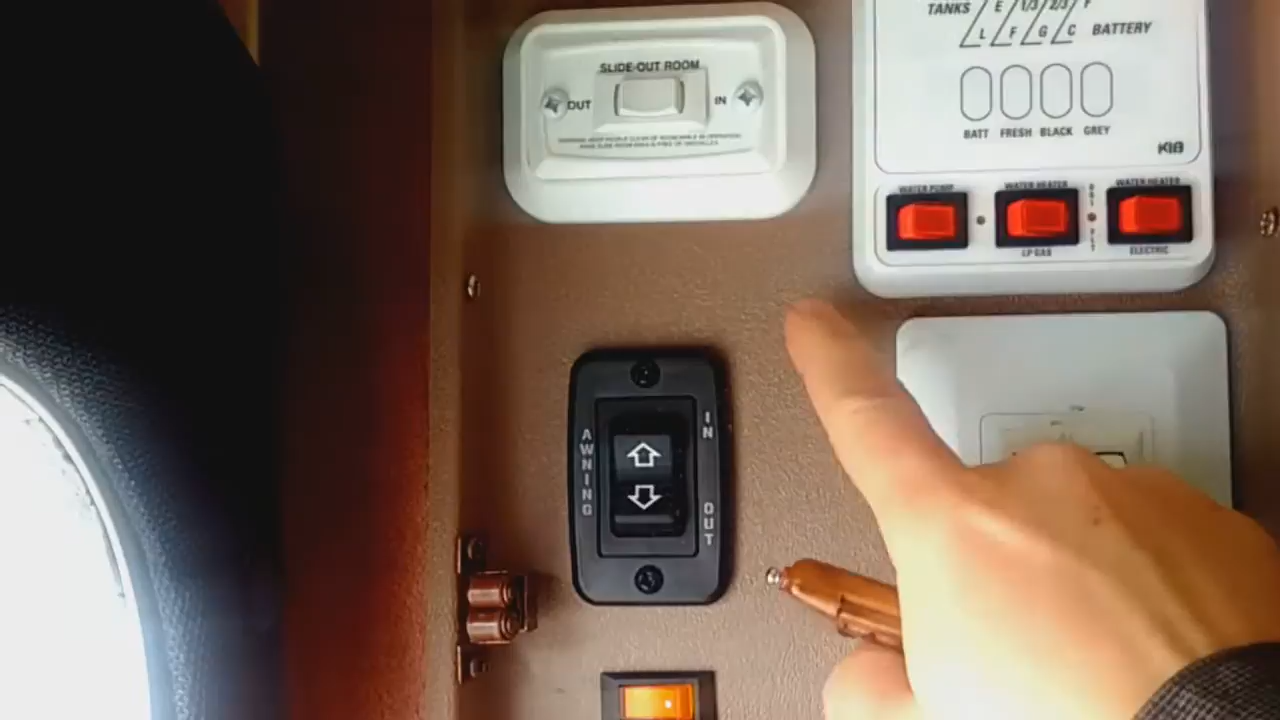 SLIDE-OUT ROOM
OUT
IN
TANKS E 1/3 2/3 F
L F G C BATTERY
BATT FRESH BLACK GREY
KIB
WATER PUMP
WATER HEATER
WATER HEATER
LP GAS
ELECTRIC
AWNING
IN
OUT